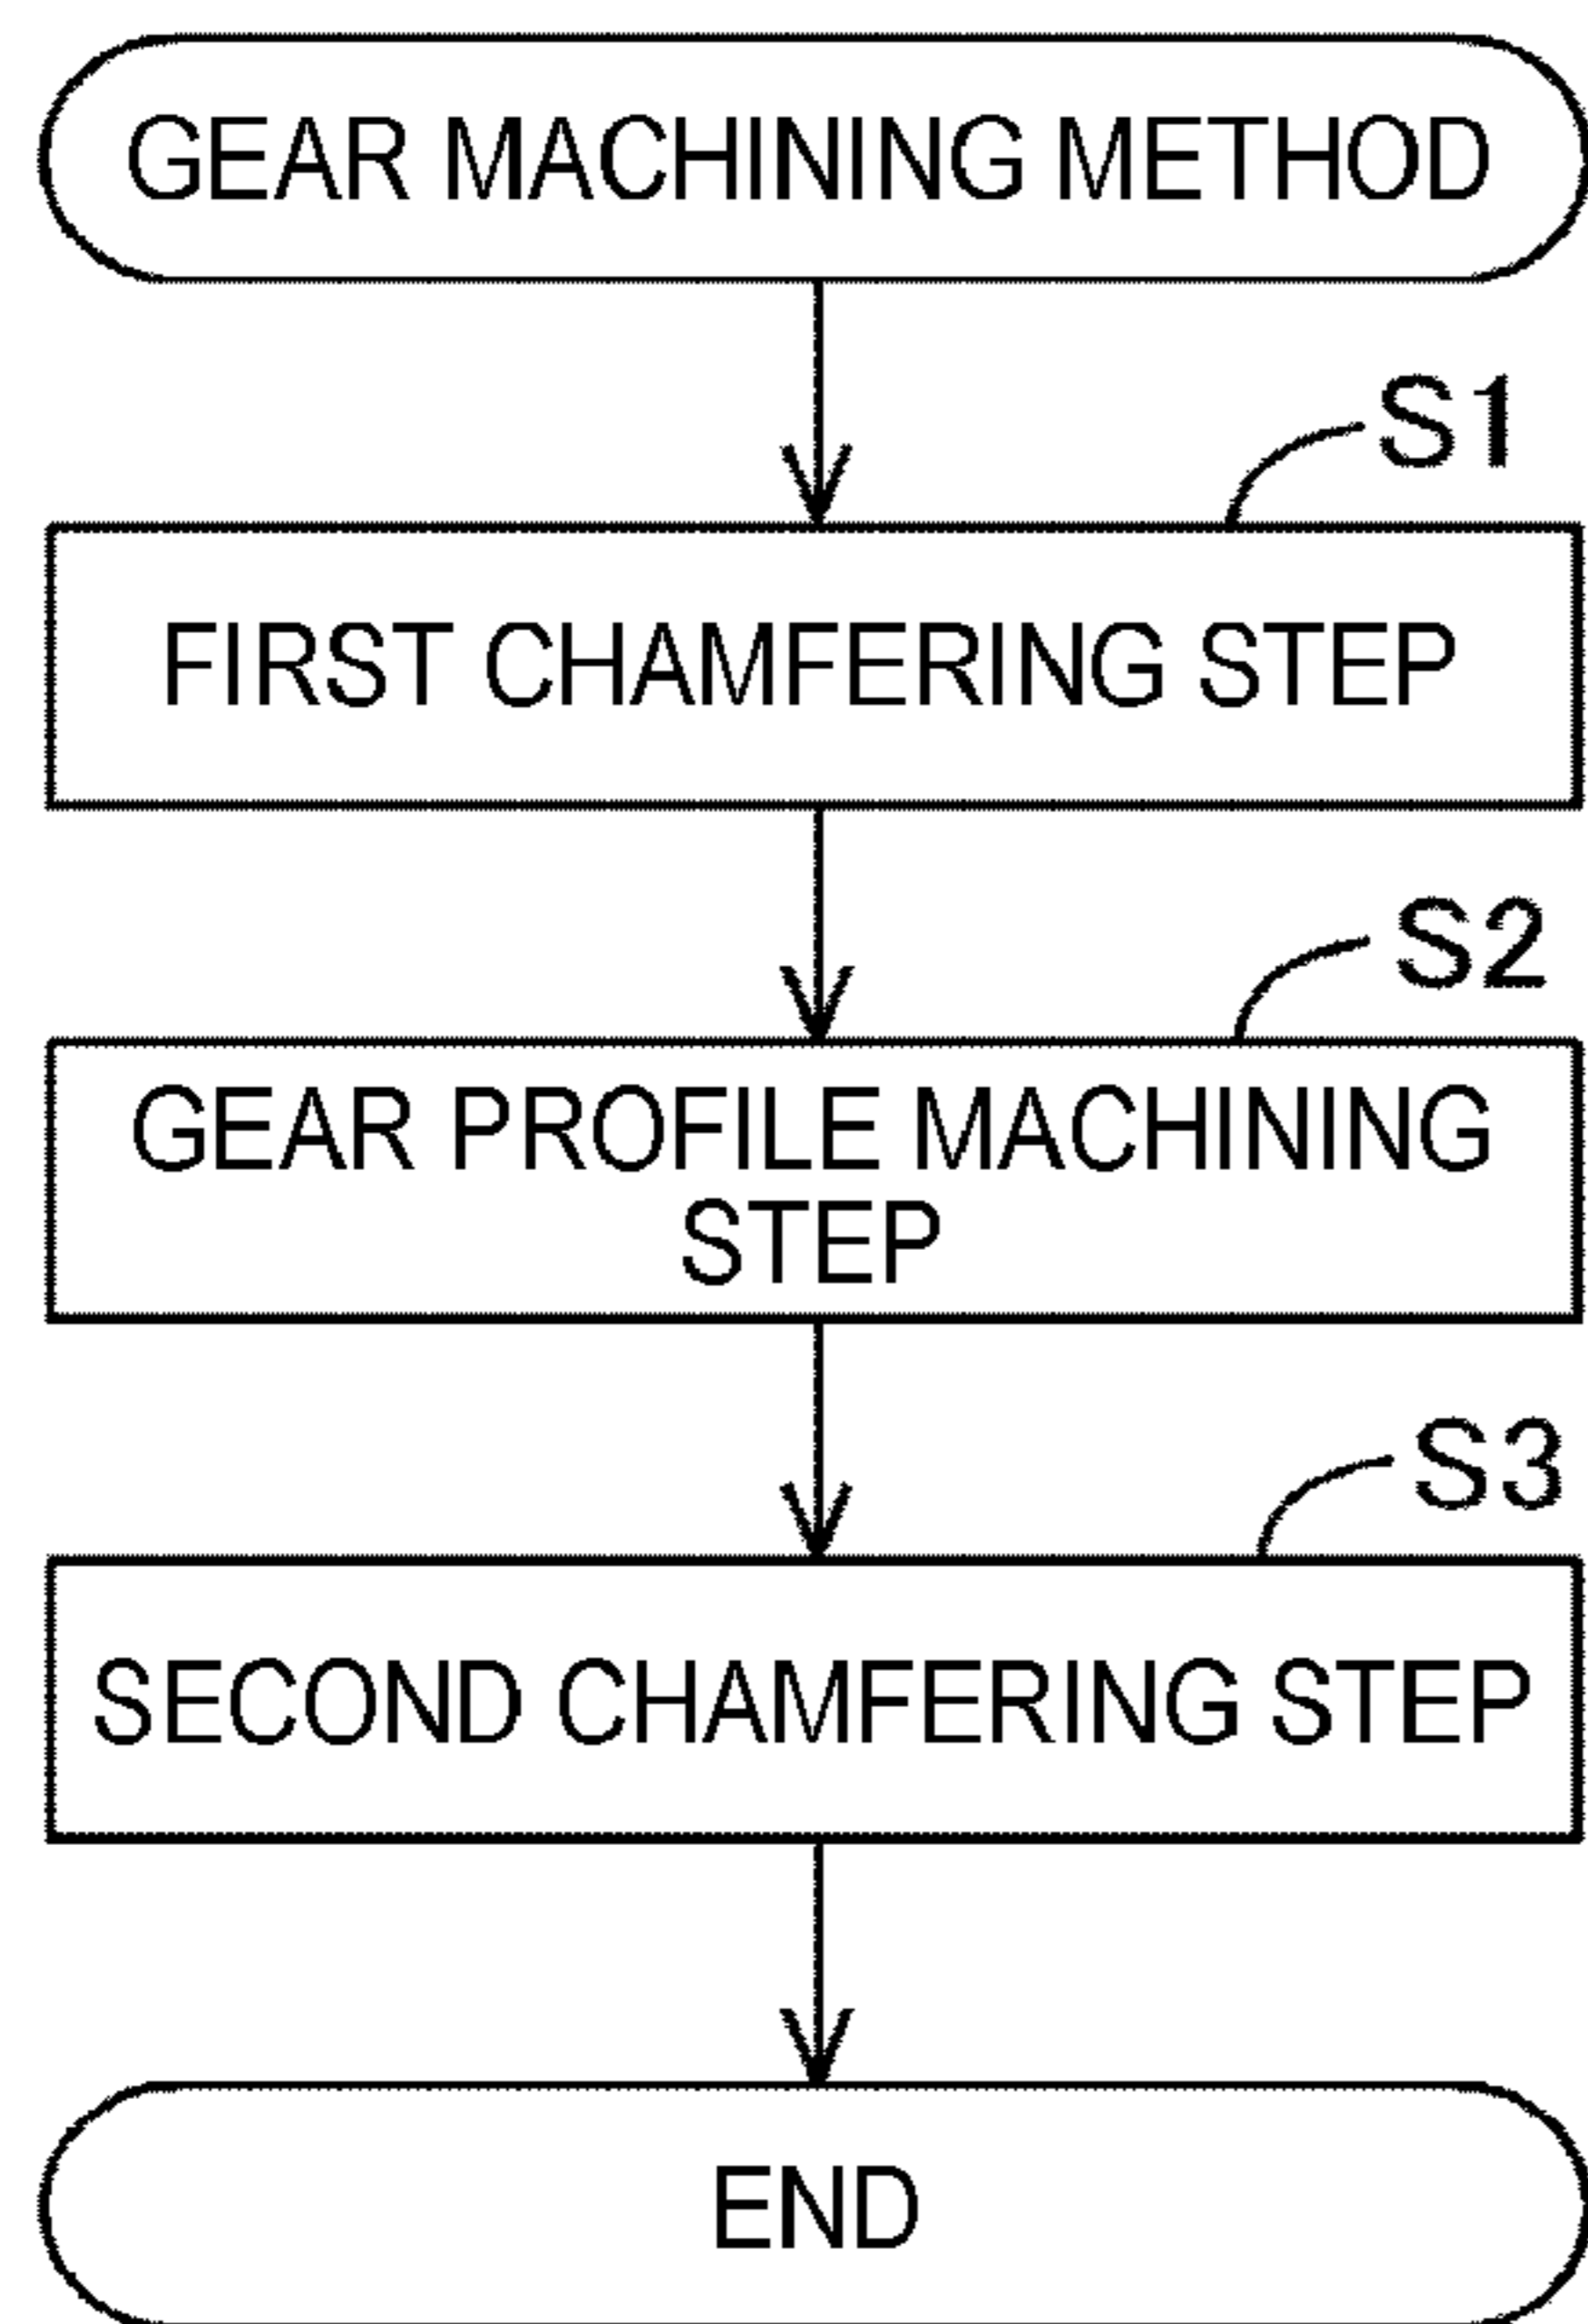 GEAR MACHINING METHOD
S1
FIRST CHAMFERING STEP
S2
GEAR PROFILE MACHINING
STEP
S3
SECOND CHAMFERING STEP
END